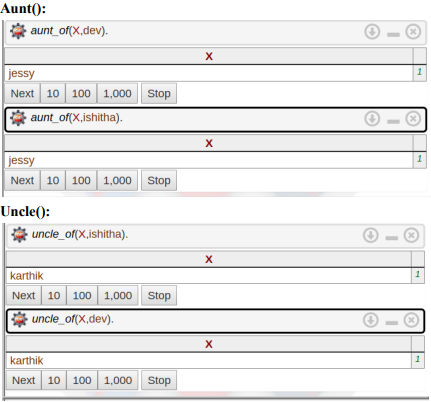 Aunt():
aunt_of(X,dev).
X
jessy 1
Next 10 100 1,000 Stop
aunt_of(X,ishitha).
X
jessy 1
Next 10 100 1,000 Stop
Uncle():
uncle_of(X,ishitha).
X
karthik 1
Next 10 100 1,000 Stop
uncle_of(X,dev).
X
karthik 1
Next 10 100 1,000 Stop